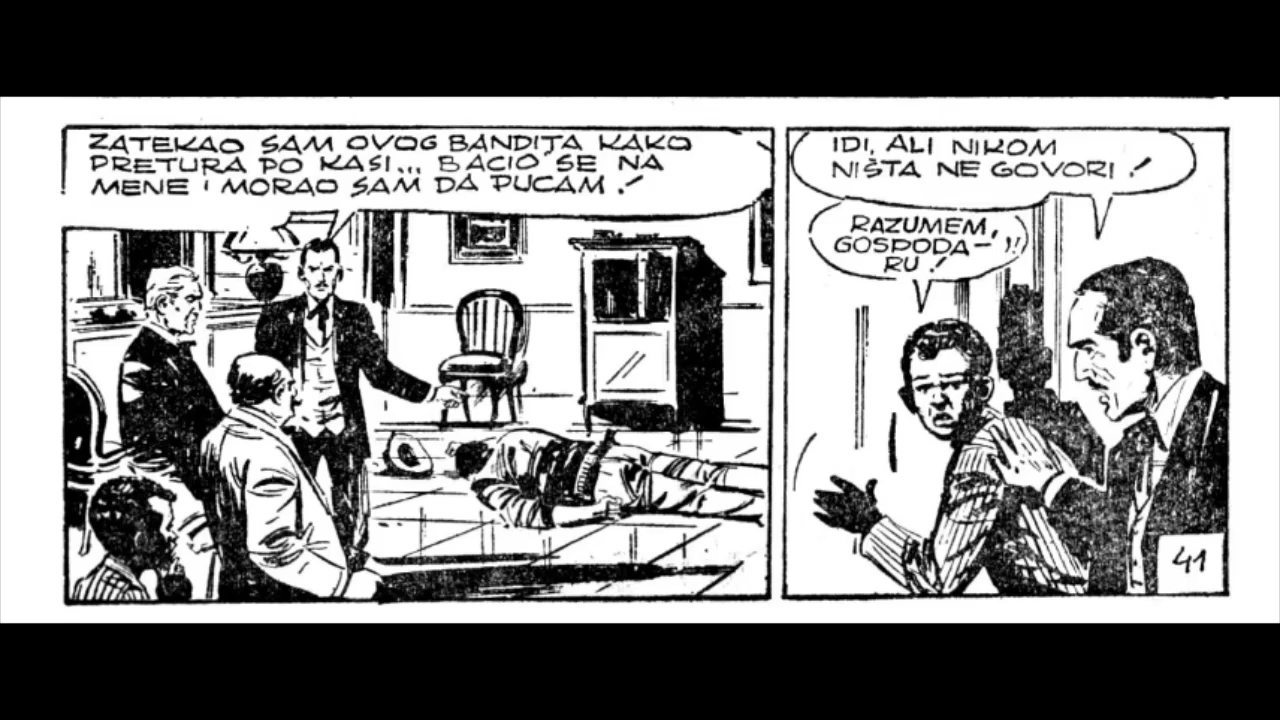 ZATEKAO SAM OVOG BANDITA KAKO
PRETURA PO KASI... BACIO SE NA
MENE I MORAO SAM DA PUCAM!
IDI, ALI NIKOM
NIŠTA NE GOVORI!
RAZUMEM,
GOSPODA-
RU!
41